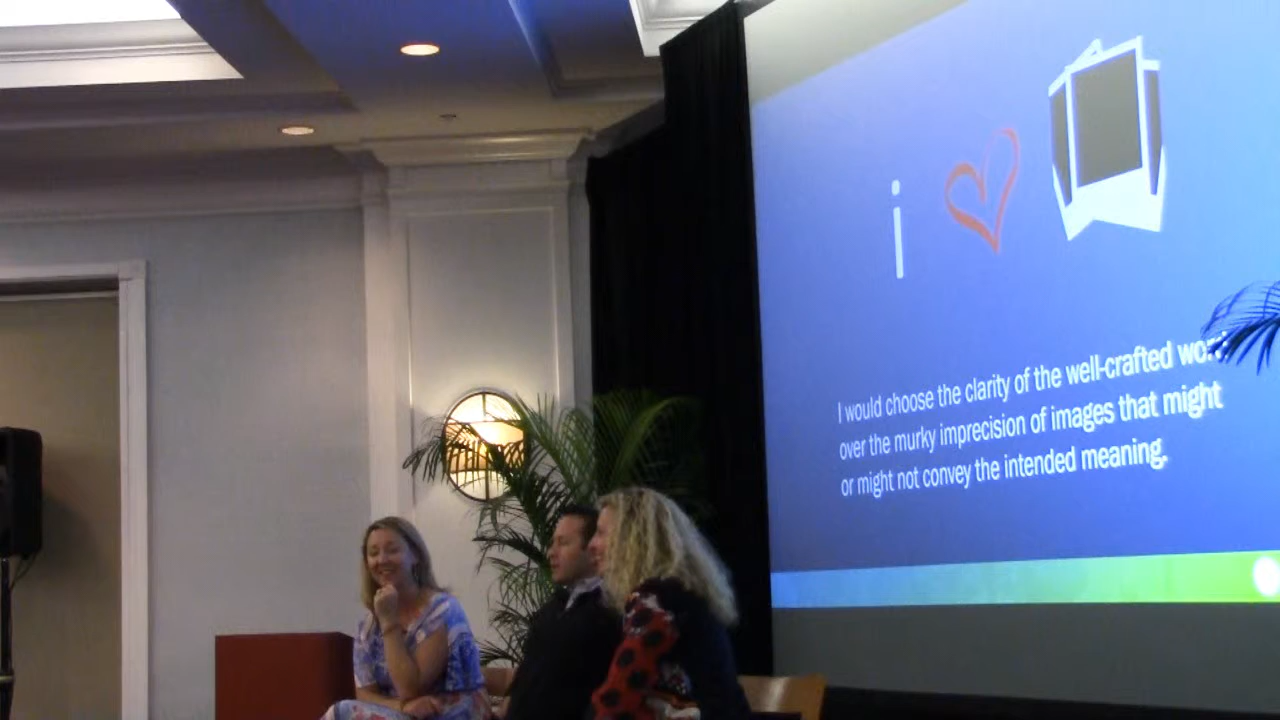 i
I would choose the clarity of the well-crafted word
over the murky imprecision of images that might
or might not convey the intended meaning.